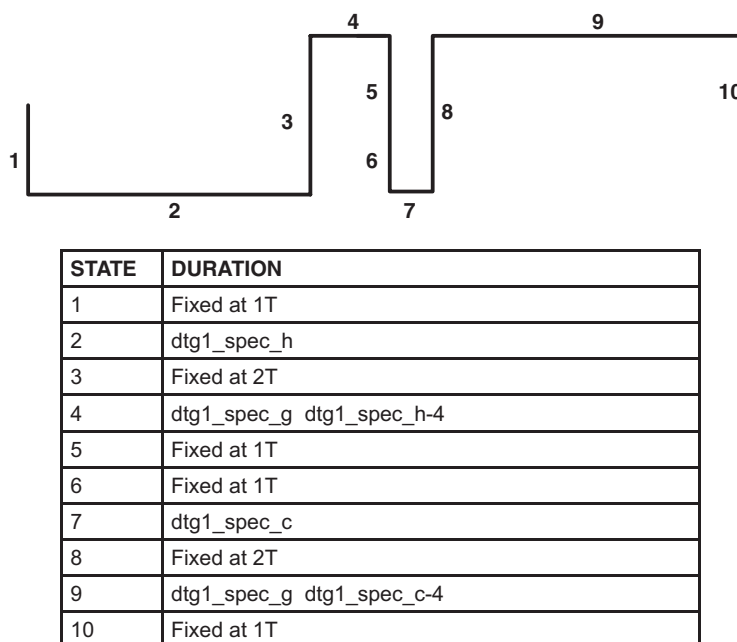 4 9
5 10
3 8
1 6
2 7
STATE DURATION
1 Fixed at 1T
2 dtg1_spec_h
3 Fixed at 2T
4 dtg1_spec_g dtg1_spec_h-4
5 Fixed at 1T
6 Fixed at 1T
7 dtg1_spec_c
8 Fixed at 2T
9 dtg1_spec_g dtg1_spec_c-4
10 Fixed at 1T